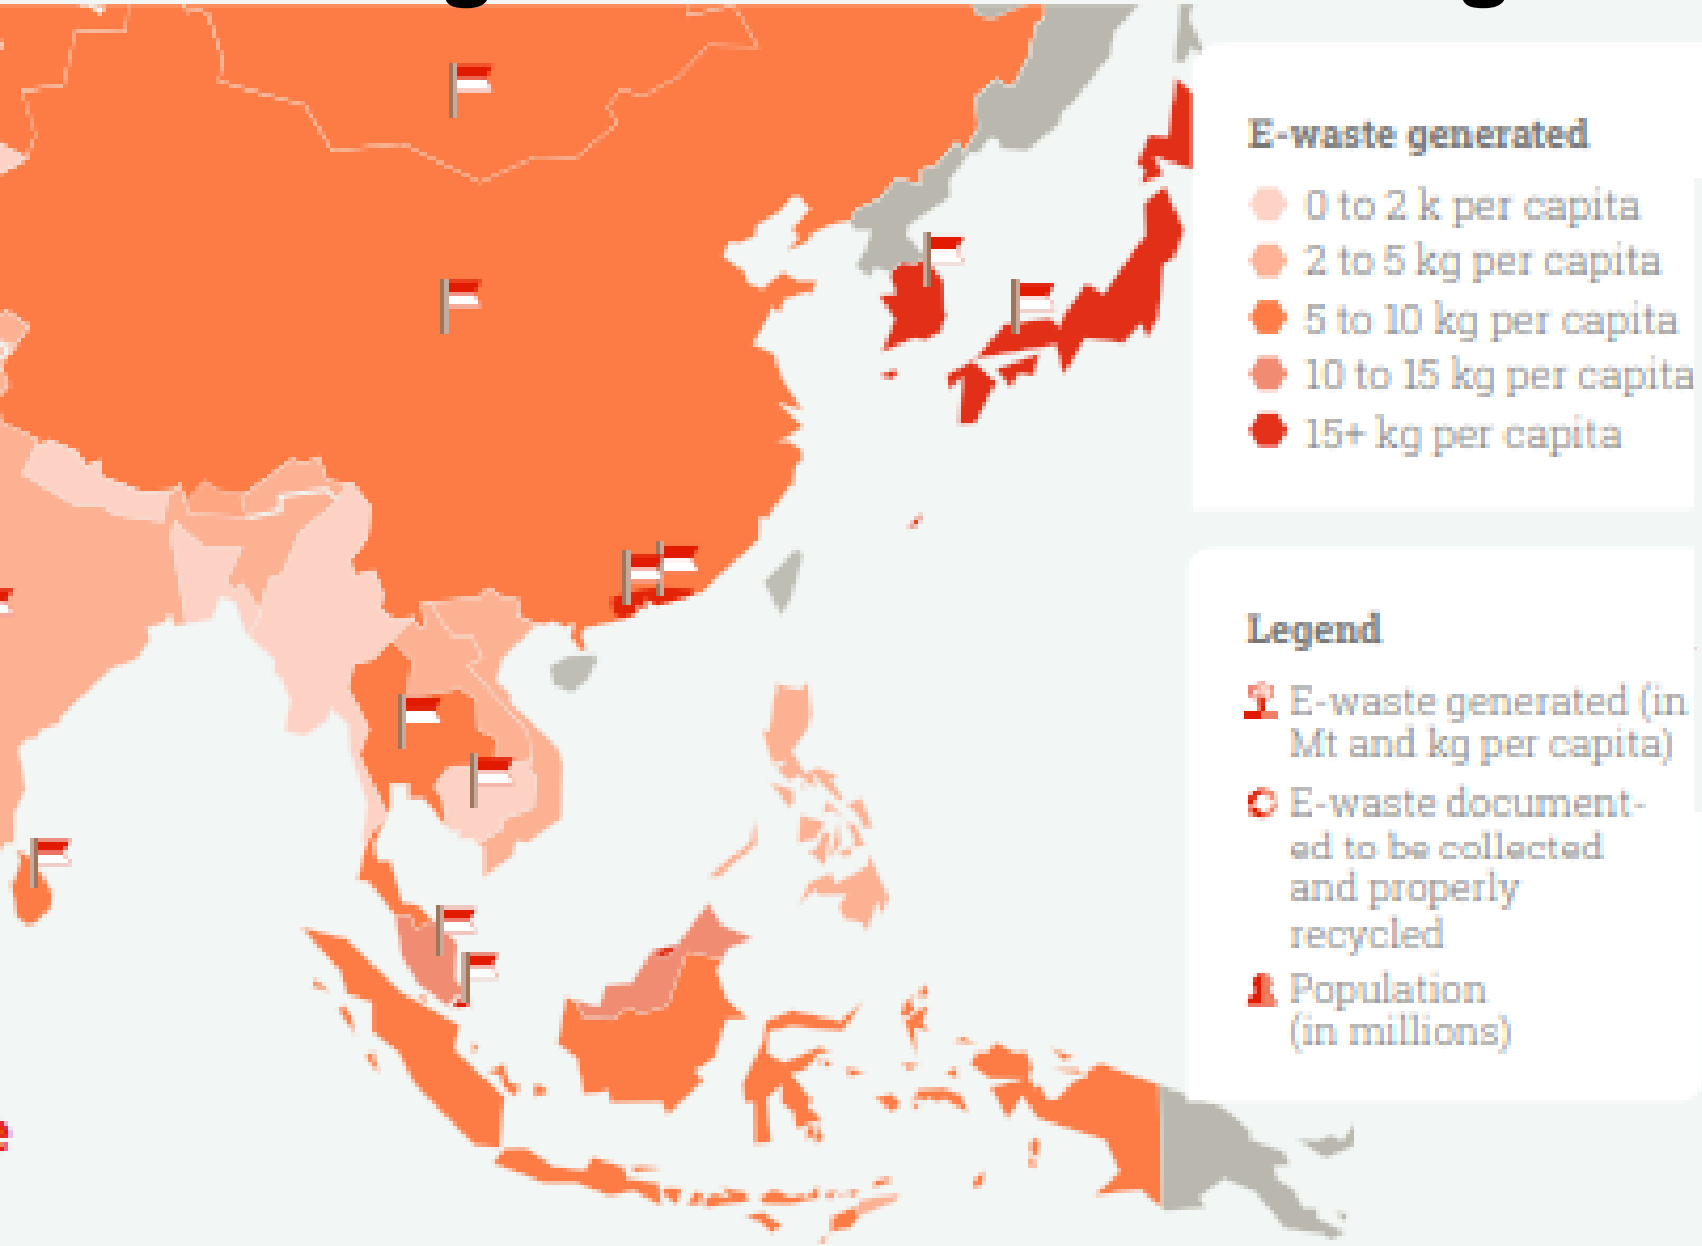 E-waste generated
0 to 2 k per capita
2 to 5 kg per capita
5 to 10 kg per capita
10 to 15 kg per capita
15+ kg per capita
Legend
E-waste generated (in
Mt and kg per capita)
E-waste document-
ed to be collected
and properly
recycled
Population
(in millions)